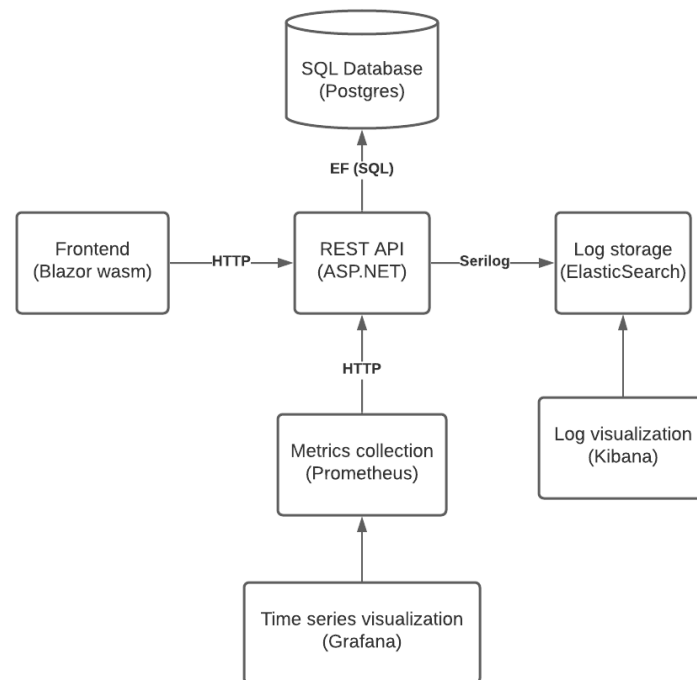 SQL Database
(Postgres)
EF (SQL)
Frontend
(Blazor wasm)
HTTP
REST API
(ASP.NET)
Serilog
Log storage
(ElasticSearch)
HTTP
Metrics collection
(Prometheus)
Log visualization
(Kibana)
Time series visualization
(Grafana)